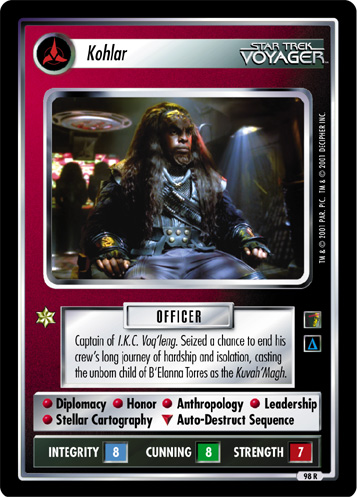 Kohlar
STAR TREK
VOYAGER
TM & © 2001 PAR. PIC. TM & © 2001 DECIPHER INC.
OFFICER
Captain of I.K.C. Voq'leng. Seized a chance to end his
crew's long journey of hardship and isolation, casting
the unborn child of B'Elanna Torres as the Kuvah'Magh.
Diplomacy Honor Anthropology Leadership
Stellar Cartography Auto-Destruct Sequence
INTEGRITY 8 CUNNING 8 STRENGTH 7
98 R